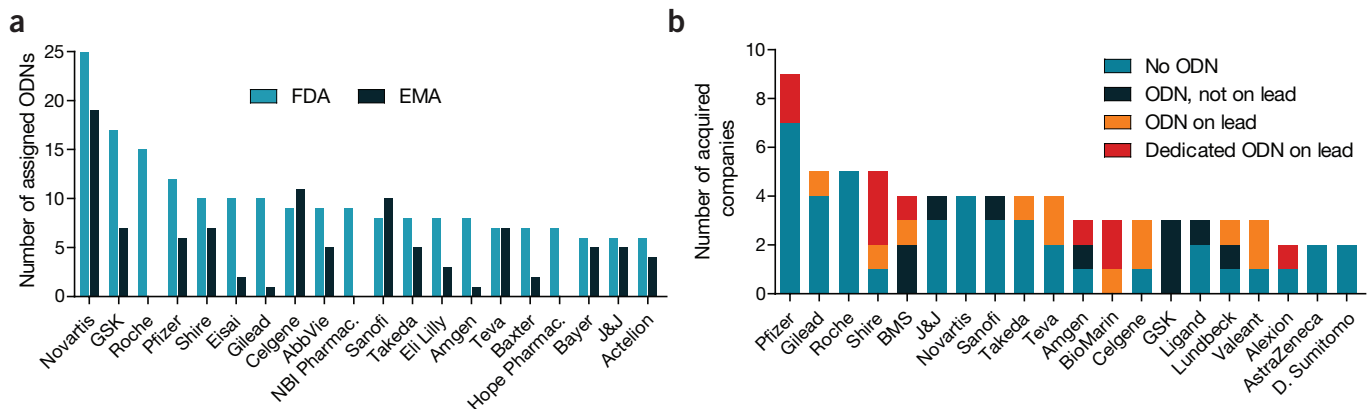 a
Number of assigned ODNs
25
20
15
10
5
0
FDA
EMA
Novartis
GSK
Roche
Pfizer
Shire
Eisai
Gilead
Celgene
AbbVie
NBI Pharmac.
Sanofi
Takeda
Eli Lilly
Amgen
Teva
Baxter
Hope Pharmac.
Bayer
J&J
Actelion
b
Number of acquired
companies
10
8
6
4
2
0
No ODN
ODN, not on lead
ODN on lead
Dedicated ODN on lead
Pfizer
Gilead
Roche
Shire
BMS
J&J
Novartis
Sanofi
Takeda
Teva
Amgen
BioMarin
Celgene
GSK
Ligand
Lundbeck
Valeant
Alexion
AstraZeneca
D. Sumitomo